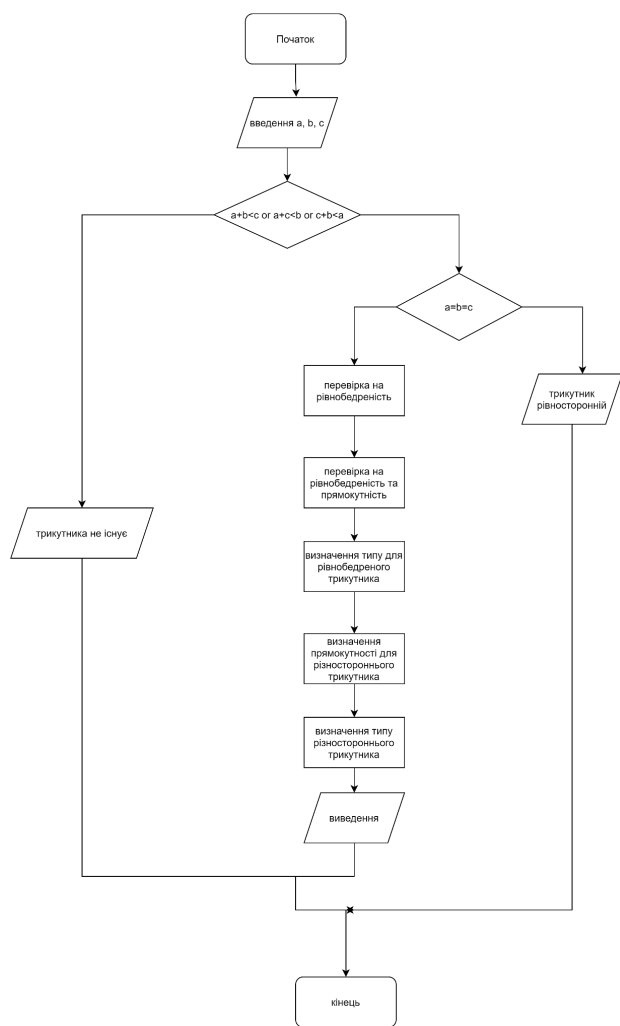 Початок
введення a, b, c
a+b<c or a+c<b or c+b<a
a=b=c
перевірка на
рівнобедреність
трикутник
рівносторонній
перевірка на
рівнобедреність та
прямокутність
трикутника не існує
визначення типу для
рівнобедреного
трикутника
визначення
прямокутності для
різностороннього
трикутника
визначення типу
різностороннього
трикутника
виведення
кінець